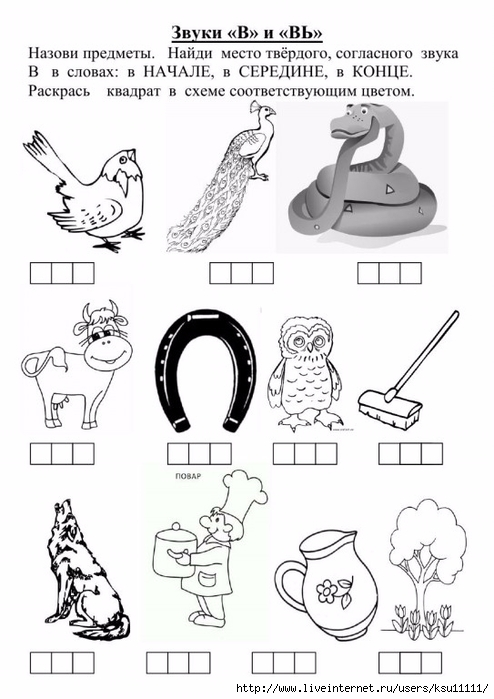 Звуки «В» и «ВЬ»
Назови предметы. Найди место твёрдого, согласного звука
В в словах: в НАЧАЛЕ, в СЕРЕДИНЕ, в КОНЦЕ.
Раскрась квадрат в схеме соответствующим цветом.
ПОВАР
http://www.liveinternet.ru/users/ksu11111/